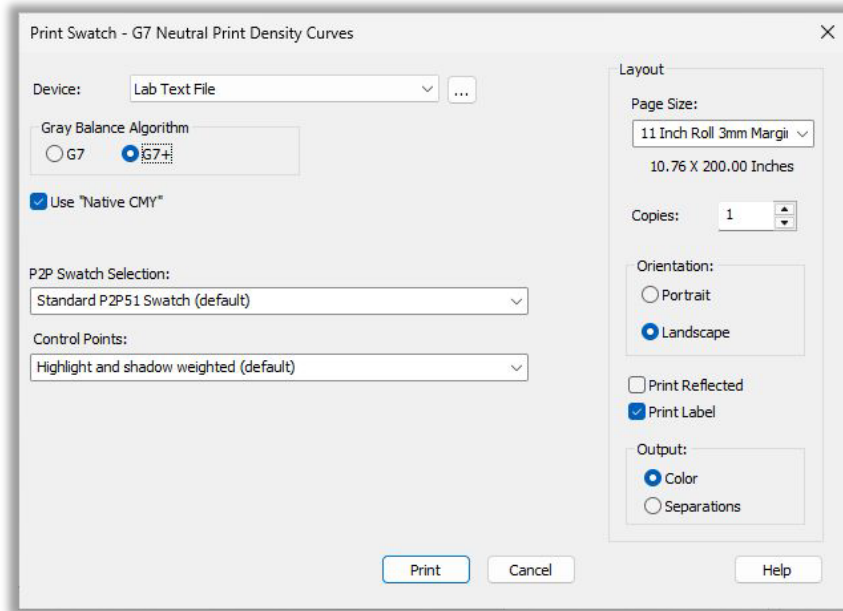 Print Swatch - G7 Neutral Print Density Curves
Device:
Lab Text File
...
Gray Balance Algorithm
G7
G7+
Use "Native CMY"
P2P Swatch Selection:
Standard P2P51 Swatch (default)
Control Points:
Highlight and shadow weighted (default)
Layout
Page Size:
11 Inch Roll 3mm Margin
10.76 X 200.00 Inches
Copies:
1
Orientation:
Portrait
Landscape
Print Reflected
Print Label
Output:
Color
Separations
Print
Cancel
Help